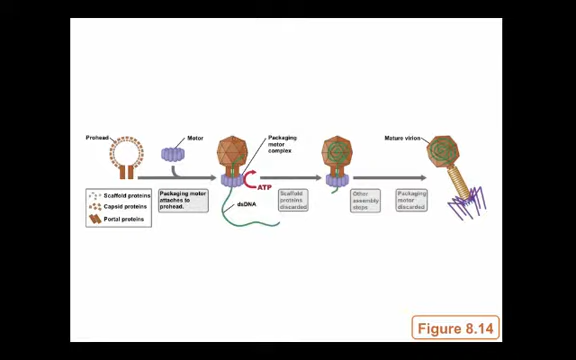 Prohead
Motor
Packaging
motor
complex
Mature virion
ATP
Scaffold proteins
Capsid proteins
Portal proteins
Packaging motor
attaches to
prohead.
dsDNA
Scaffold
proteins
discarded
Other
assembly
steps
Packaging
motor
discarded
Figure 8.14